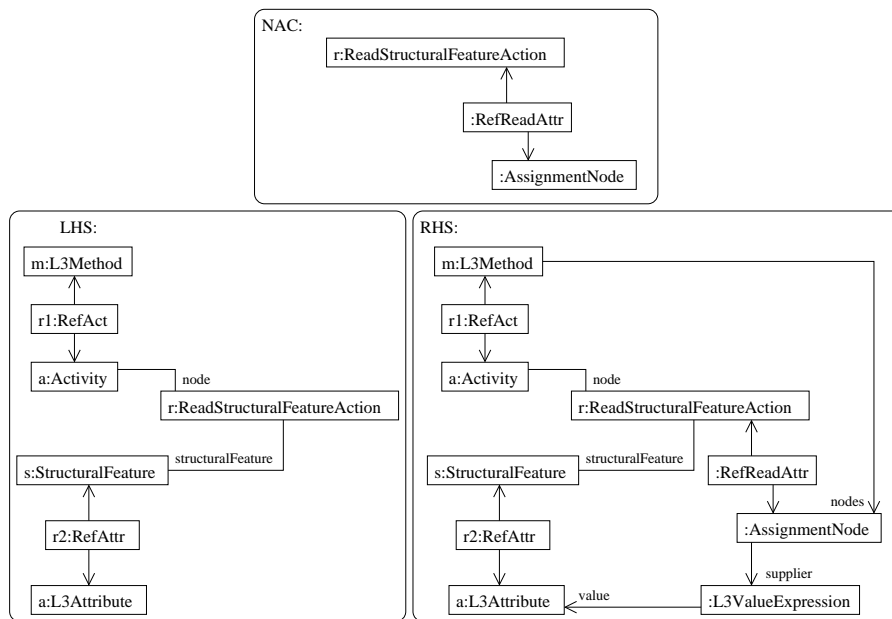 NAC:
r:ReadStructuralFeatureAction
:RefReadAttr
:AssignmentNode
LHS:
m:L3Method
r1:RefAct
a:Activity
node
r:ReadStructuralFeatureAction
structuralFeature
s:StructuralFeature
r2:RefAttr
a:L3Attribute
RHS:
m:L3Method
r1:RefAct
a:Activity
node
r:ReadStructuralFeatureAction
structuralFeature
s:StructuralFeature
:RefReadAttr
nodes
:AssignmentNode
r2:RefAttr
supplier
a:L3Attribute
value
:L3ValueExpression